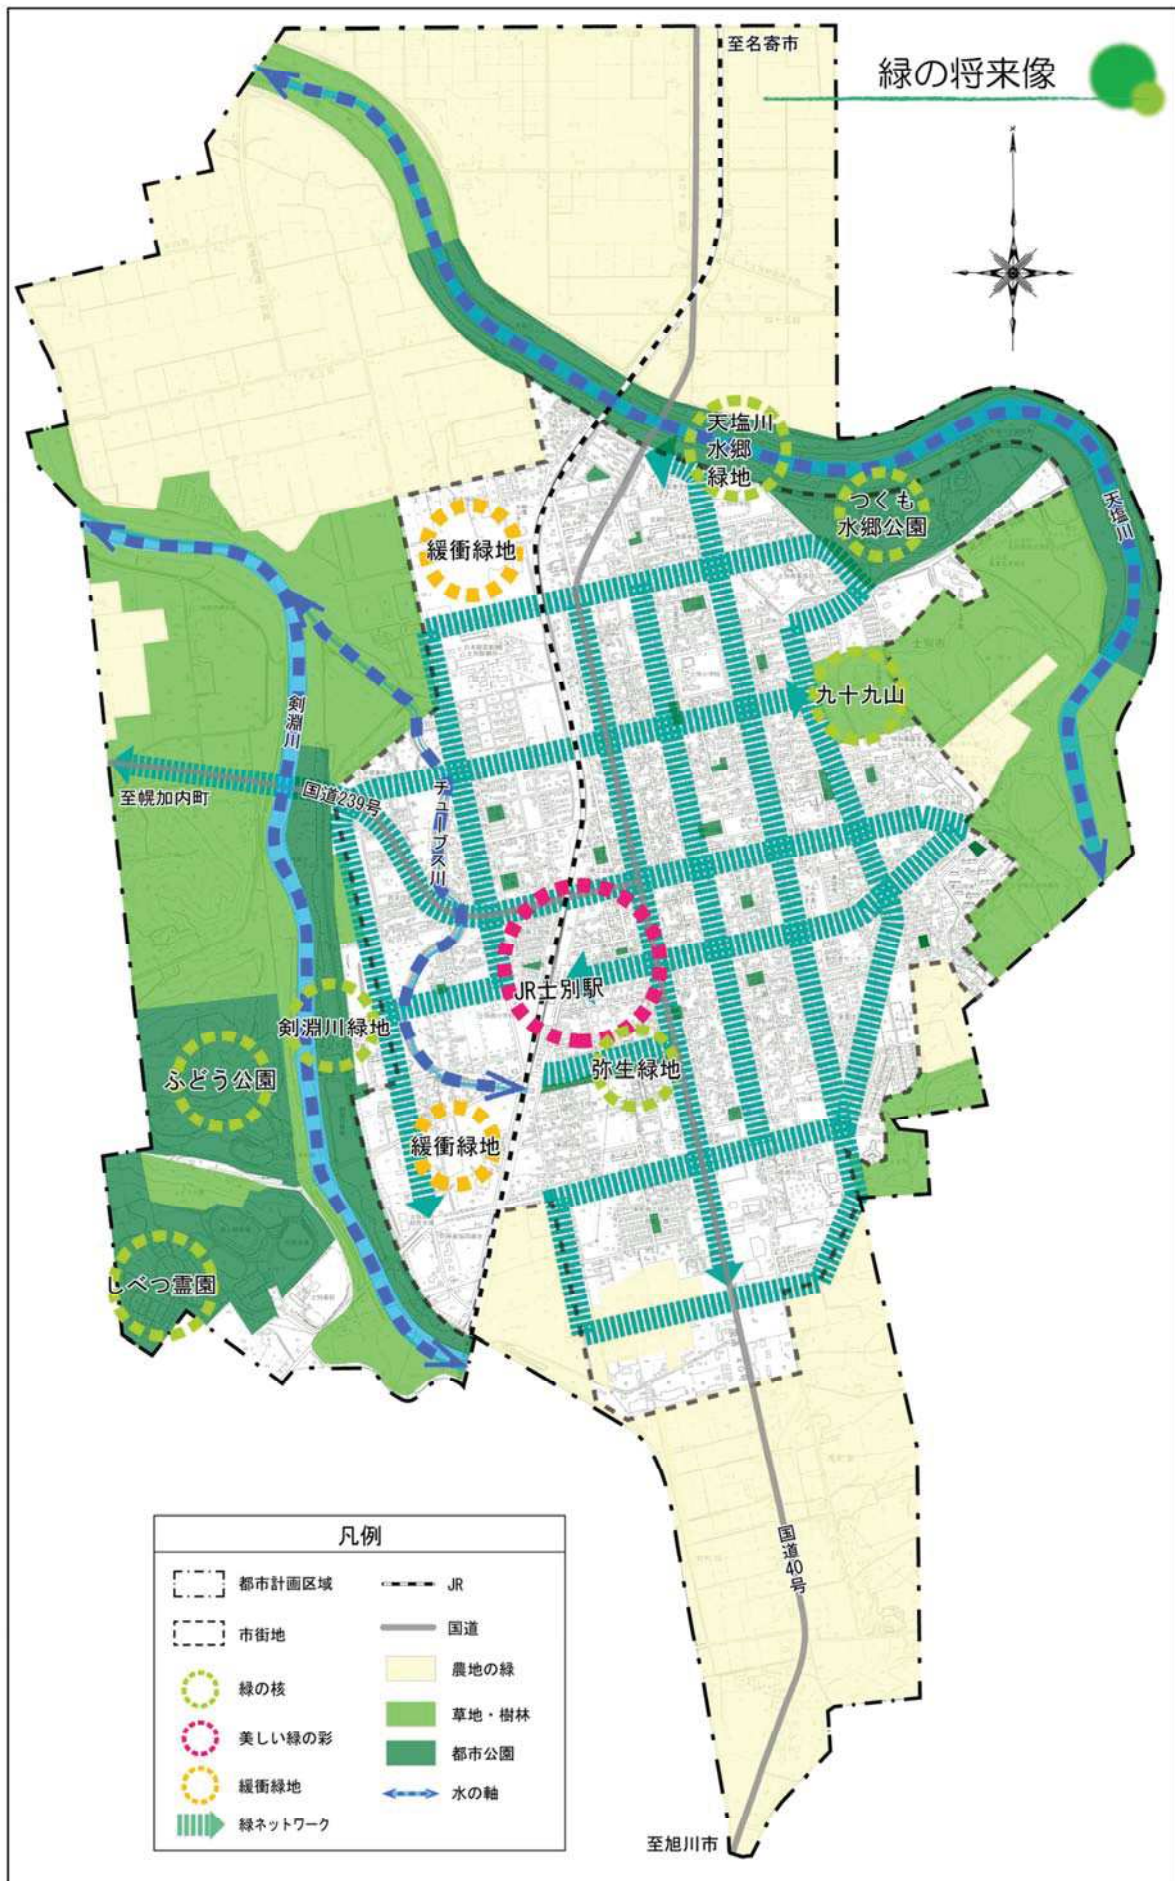 至名寄市
緑の将来像
天塩川
水郷
緑地
つくも
水郷公園
天塩川
緩衝緑地
九十九山
剣淵川
至幌加内町
国道239号
チューブス川
JR士別駅
剣淵川緑地
弥生緑地
ふどう公園
緩衝緑地
しべつ霊園
国道40号
至旭川市
凡例
都市計画区域
市街地
緑の核
美しい緑の彩
緩衝緑地
緑ネットワーク
JR
国道
農地の緑
草地・樹林
都市公園
水の軸